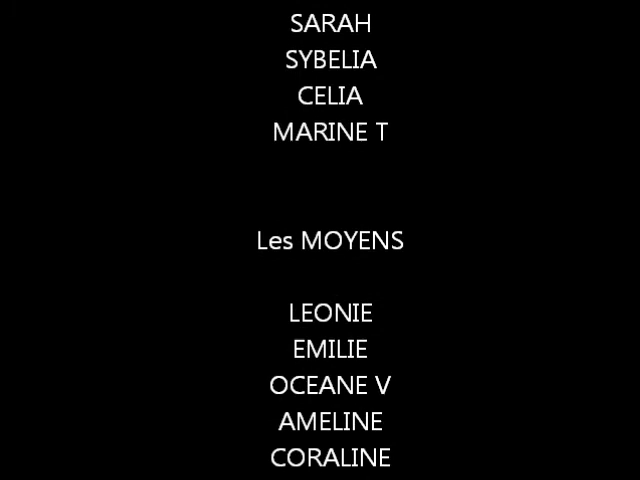 SARAH
SYBELIA
CELIA
MARINE T
Les MOYENS
LEONIE
EMILIE
OCEANE V
AMELINE
CORALINE